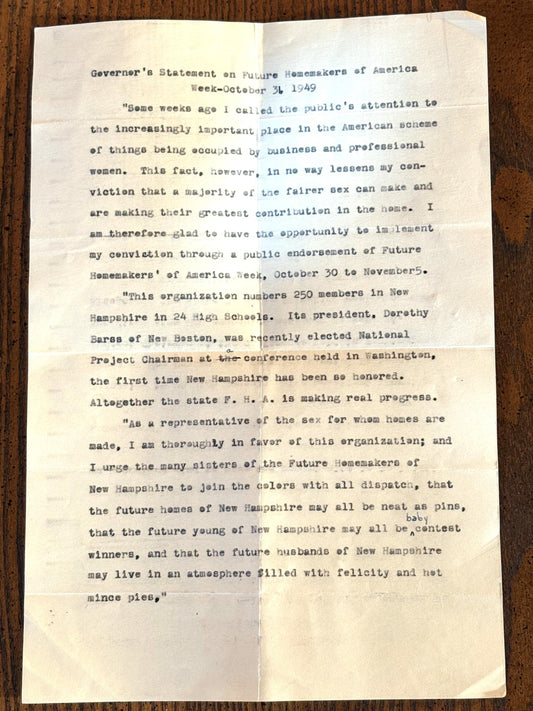 Governor's Statement on Future Homemakers of America
Week-October 31, 1949
"Some weeks ago I called the public's attention to
the increasingly important place in the American scheme
of things being occupied by business and professional
women. This fact, however, in no way lessens my con-
viction that a majority of the fairer sex can make and
are making their greatest contribution in the home. I
am therefore glad to have the opportunity to implement
my conviction through a public endorsement of Future
Homemakers' of America Week, October 30 to November5.
"This organization numbers 250 members in New
Hampshire in 24 High Schools. Its president, Dorothy
Barss of New Boston, was recently elected National
Project Chairman at the a conference held in Washington,
the first time New Hampshire has been so honored.
Altogether the state F. H. A. is making real progress.
"As a representative of the sex for whom homes are
made, I am thoroughly in favor of this organization; and
I urge the many sisters of the Future Homemakers of
New Hampshire to join the colors with all dispatch, that
the future homes of New Hampshire may all be neat as pins,
that the future young of New Hampshire may all be baby contest
winners, and that the future husbands of New Hampshire
may live in an atmosphere filled with felicity and hot
mince pies."